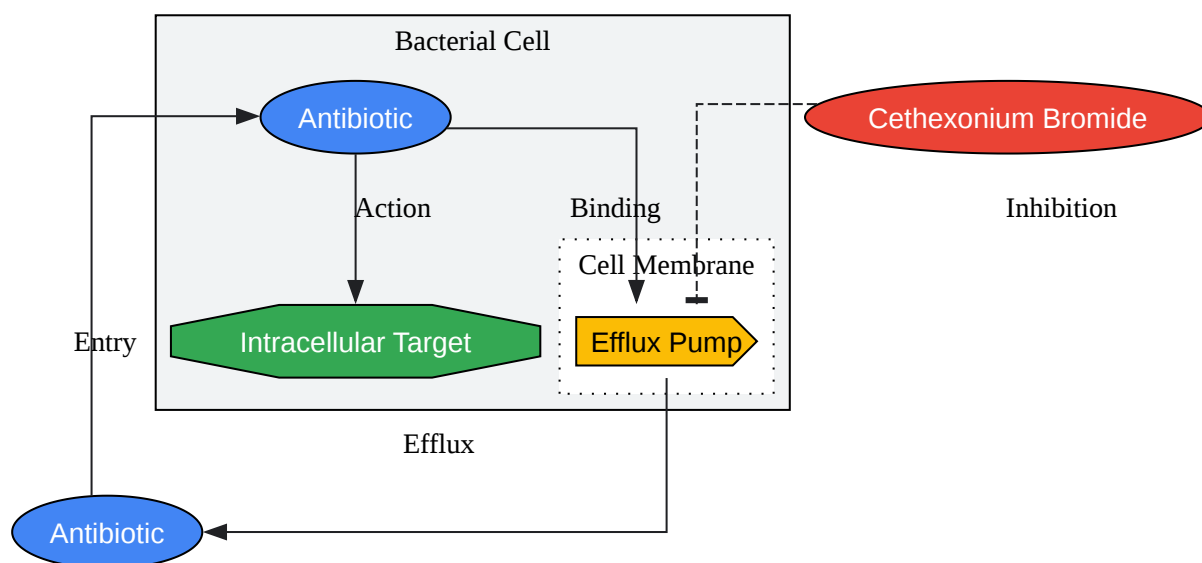 Bacterial Cell
Antibiotic
Cethexonium Bromide
Action
Binding
Inhibition
Cell Membrane
Entry
Intracellular Target
Efflux Pump
Efflux
Antibiotic